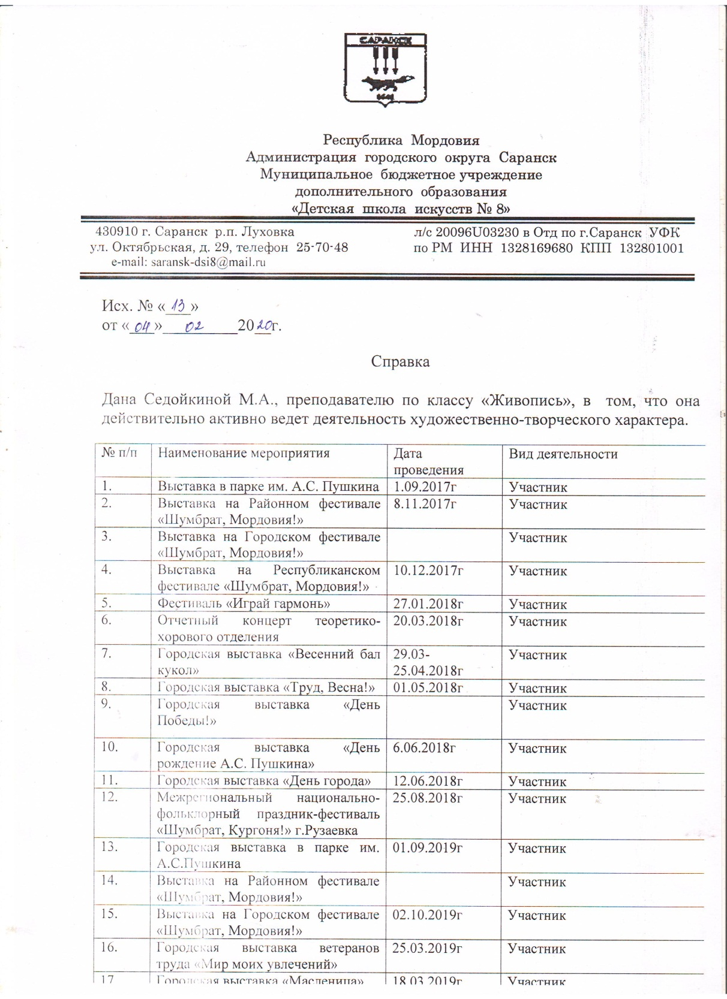 САРАНСК
1641
Республика Мордовия
Администрация городского округа Саранск
Муниципальное бюджетное учреждение
дополнительного образования
«Детская школа искусств № 8»
430910 г. Саранск р.п. Луховка
ул. Октябрьская, д. 29, телефон 25-70-48
e-mail: saransk-dsi8@mail.ru
л/с 20096U03230 в Отд по г.Саранск УФК
по РМ ИНН 1328169680 КПП 132801001
Исх. № «13»
от «04» 02 2020г.
Справка
Дана Седойкиной М.А., преподавателю по классу «Живопись», в том, что она
действительно активно ведет деятельность художественно-творческого характера.
№ п/п Наименование мероприятия Дата Вид деятельности
проведения
1. Выставка в парке им. А.С. Пушкина 1.09.2017г Участник
2. Выставка на Районном фестивале 8.11.2017г Участник
«Шумбрат, Мордовия!»
3. Выставка на Городском фестивале Участник
«Шумбрат, Мордовия!»
4. Выставка на Республиканском 10.12.2017г Участник
фестивале «Шумбрат, Мордовия!»
5. Фестиваль «Играй гармонь» 27.01.2018г Участник
6. Отчетный концерт теоретико- 20.03.2018г Участник
хорового отделения
7. Городская выставка «Весенний бал 29.03- Участник
кукол» 25.04.2018г
8. Городская выставка «Труд, Весна!» 01.05.2018г Участник
9. Городская выставка «День Участник
Победы!»
10. Городская выставка «День 6.06.2018г Участник
рождение А.С. Пушкина»
11. Городская выставка «День города» 12.06.2018г Участник
12. Межрегиональный национально- 25.08.2018г Участник
фольклорный праздник-фестиваль
«Шумбрат, Кургоня!» г.Рузаевка
13. Городская выставка в парке им. 01.09.2019г Участник
А.С.Пушкина
14. Выставка на Районном фестивале Участник
«Шумбрат, Мордовия!»
15. Выставка на Городском фестивале 02.10.2019г Участник
«Шумбрат, Мордовия!»
16. Городская выставка ветеранов 25.03.2019г Участник
труда «Мир моих увлечений»
17 Городская выставка «Масленица» 18.03.2019г Участник